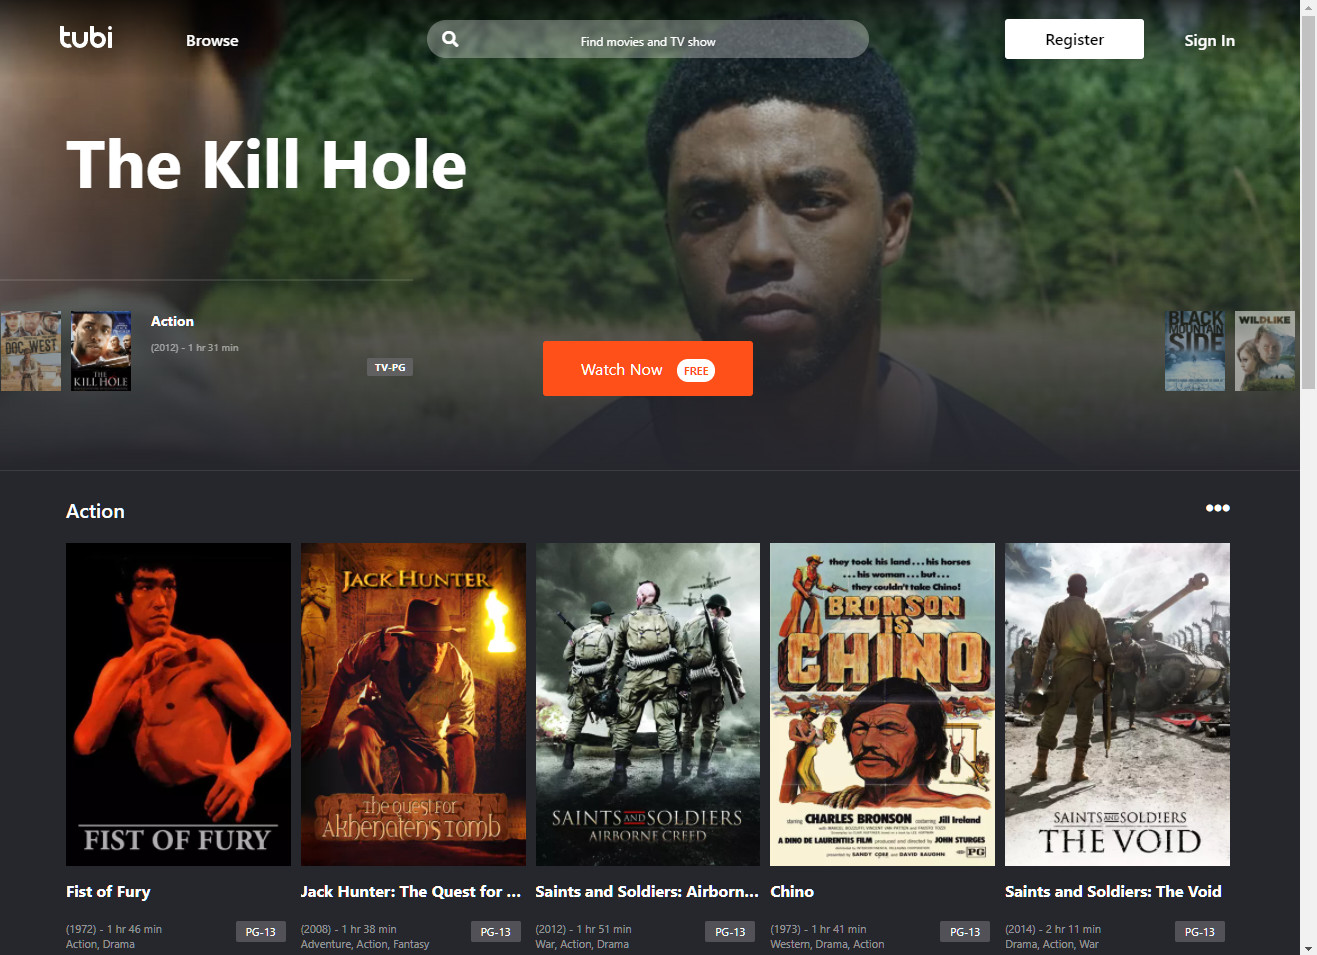 tubi
Browse
Find movies and TV show
Register
Sign In
The Kill Hole
DOC WEST
THE
KILL HOLE
Action
(2012) - 1 hr 31 min
TV-PG
Watch Now FREE
BLACK
MOUNTAIN
SIDE
WILDLIKE
Action
FIST OF FURY
JACK HUNTER
The Quest for
Akhenaten's Tomb
SAINTS AND SOLDIERS
AIRBORNE CREED
they took his land...his horses
...his woman...but...
they couldn't take Chino!
BRONSON
IS
CHINO
starring CHARLES BRONSON costarring Jill Ireland
A DINO DE LAURENTIIS FILM produced and directed by JOHN STURGES
presented by SANDY COBE and DAVID BAUGHN
PG
SAINTS AND SOLDIERS
THE VOID
Fist of Fury
(1972) - 1 hr 46 min
Action, Drama
PG-13
Jack Hunter: The Quest for ...
(2008) - 1 hr 38 min
Adventure, Action, Fantasy
PG-13
Saints and Soldiers: Airborn...
(2012) - 1 hr 51 min
War, Action, Drama
PG-13
Chino
(1973) - 1 hr 41 min
Western, Drama, Action
PG-13
Saints and Soldiers: The Void
(2014) - 2 hr 11 min
Drama, Action, War
PG-13